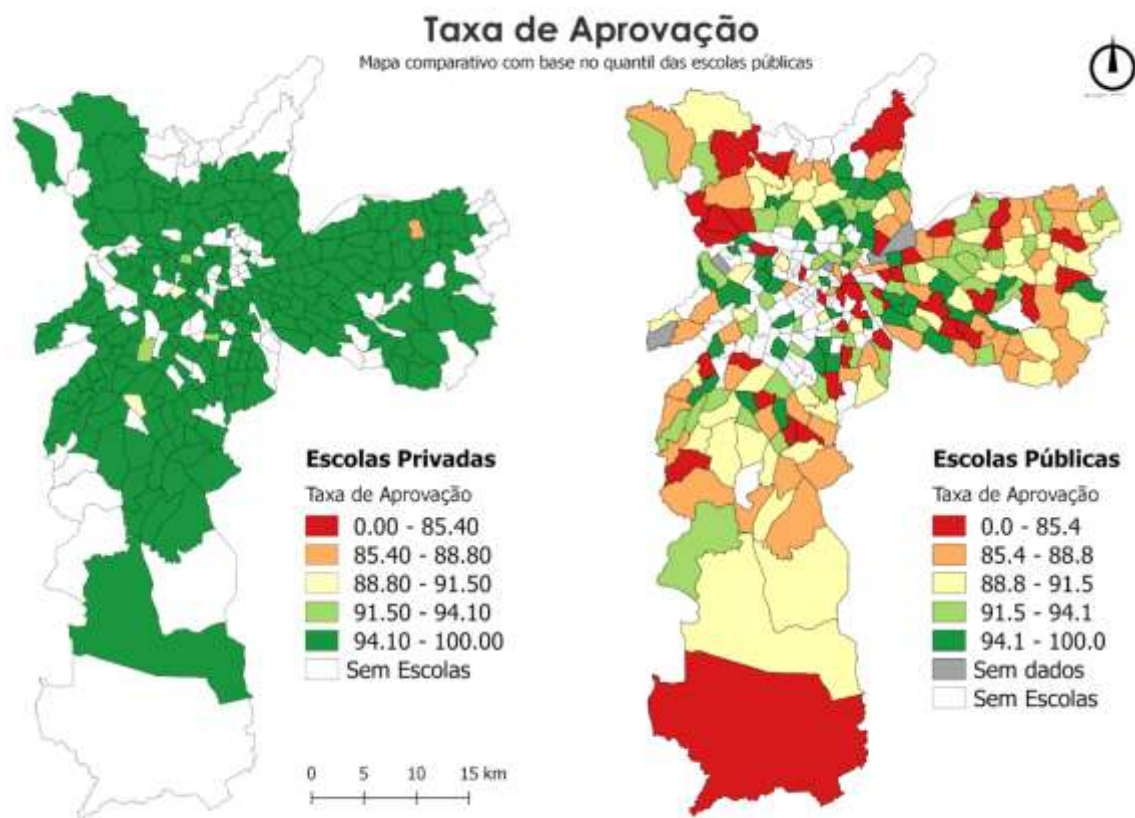 Taxa de Aprovação
Mapa comparativo com base no quantil das escolas públicas
Escolas Privadas
Taxa de Aprovação
0.00 - 85.40
85.40 - 88.80
88.80 - 91.50
91.50 - 94.10
94.10 - 100.00
Sem Escolas
0 5 10 15 km
Escolas Públicas
Taxa de Aprovação
0.0 - 85.4
85.4 - 88.8
88.8 - 91.5
91.5 - 94.1
94.1 - 100.0
Sem dados
Sem Escolas